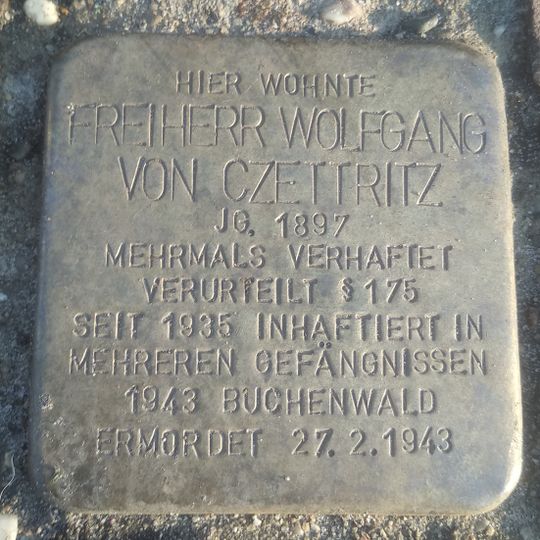 HIER WOHNTE
FREIHERR WOLFGANG
VON CZETTRITZ
JG. 1897
MEHRMALS VERHAFTET
VERURTEILT § 175
SEIT 1935 INHAFTIERT IN
MEHREREN GEFÄNGNISSEN
1943 BUCHENWALD
ERMORDET 27.2.1943